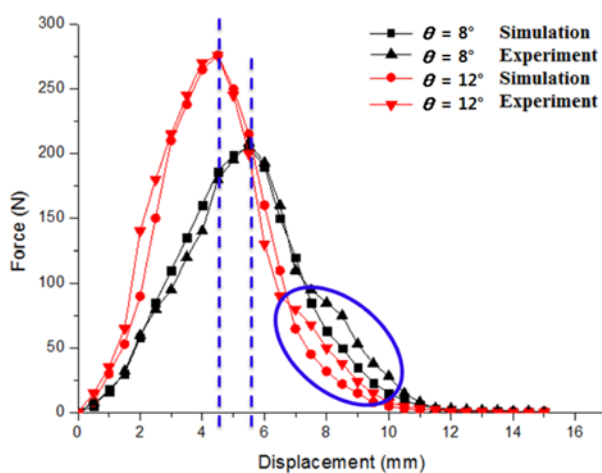 300
250
200
150
100
50
0
Force (N)
θ = 8° Simulation
θ = 8° Experiment
θ = 12° Simulation
θ = 12° Experiment
0 2 4 6 8 10 12 14 16
Displacement (mm)